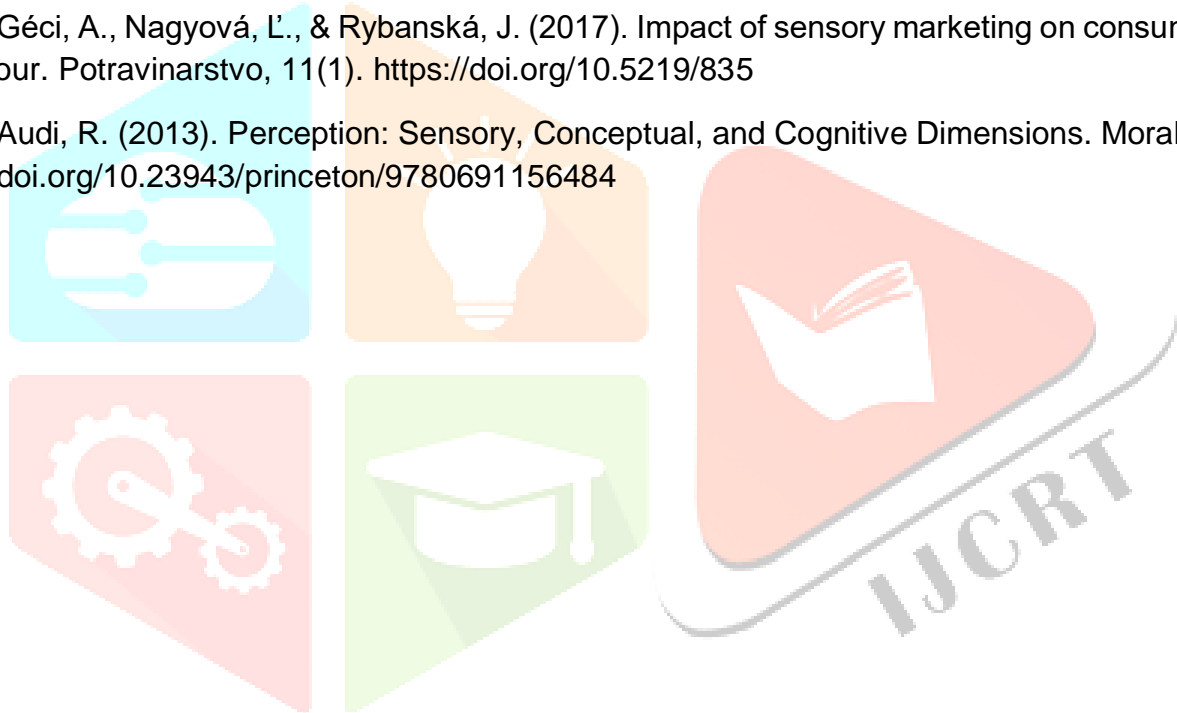 Géci, A., Nagyová, Ľ., & Rybanská, J. (2017). Impact of sensory marketing on consu
our. Potravinarstvo, 11(1). https://doi.org/10.5219/835
Audi, R. (2013). Perception: Sensory, Conceptual, and Cognitive Dimensions. Moral
doi.org/10.23943/princeton/9780691156484
IJCRT